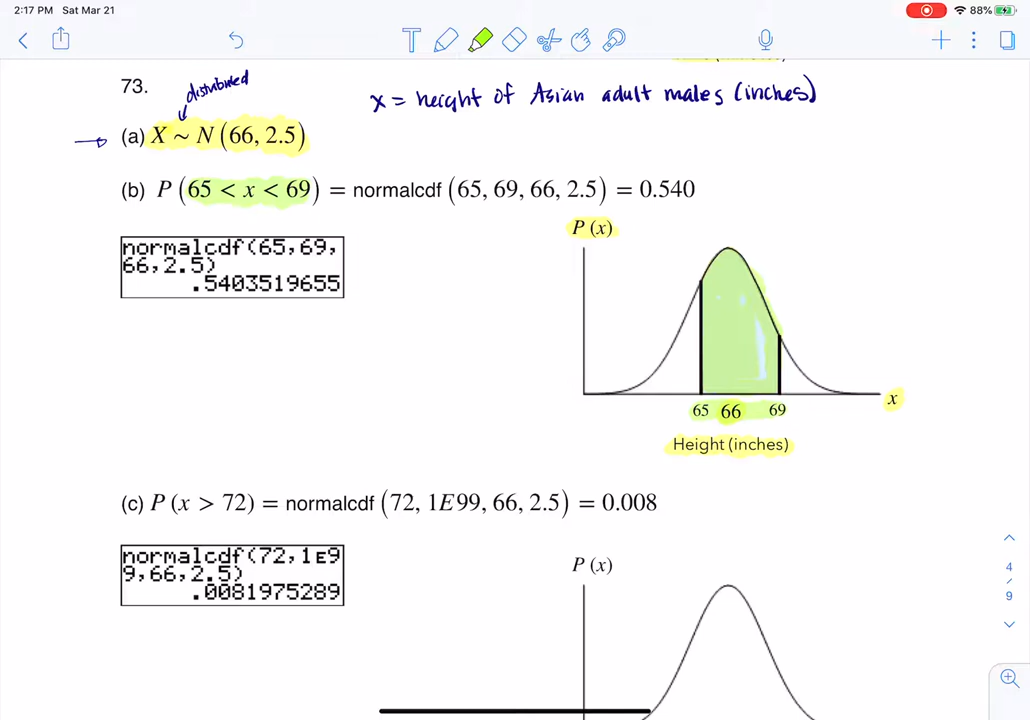 2:17 PM Sat Mar 21
88%
73.
distributed
x = height of Asian adult males (inches)
(a) X ~ N (66, 2.5)
(b) P (65 < x < 69) = normalcdf (65, 69, 66, 2.5) = 0.540
normalcdf(65,69,
66,2.5)
.5403519655
P (x)
65 66 69
x
Height (inches)
(c) P (x > 72) = normalcdf (72, 1E99, 66, 2.5) = 0.008
normalcdf(72,1E9
9,66,2.5)
.0081975289
P (x)
4
/
9